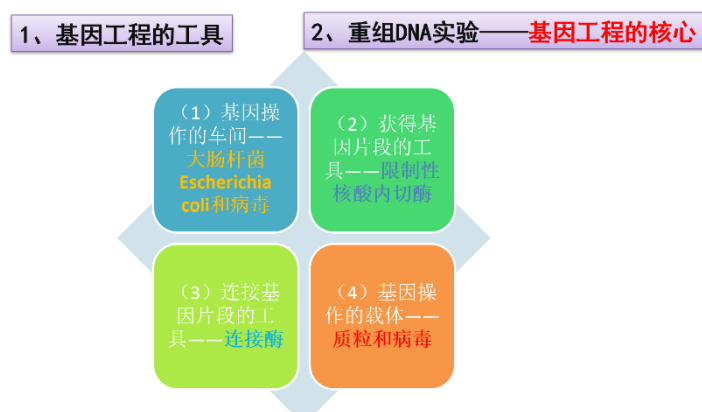 1、基因工程的工具
2、重组DNA实验——基因工程的核心
（1）基因操
作的车间——
大肠杆菌
Escherichia
coli和病毒
（2）获得基
因片段的工
具——限制性
核酸内切酶
（3）连接基
因片段的工
具——连接酶
（4）基因操
作的载体——
质粒和病毒